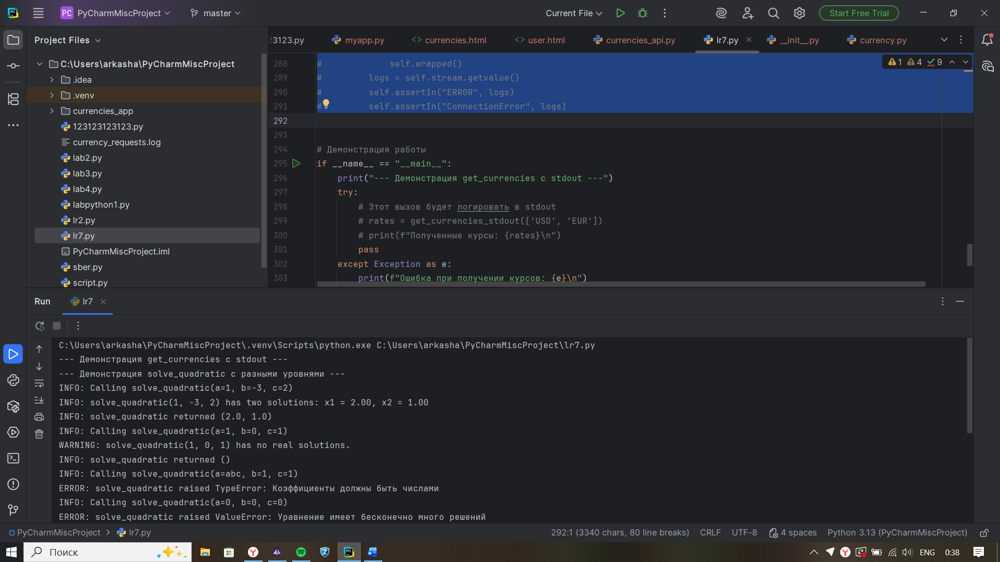 PC PyCharmMiscProject master Current File Start Free Trial
Project Files
23123.py myapp.py <> currencies.html <> user.html currencies_api.py lr7.py __init__.py currency.py
C:\Users\arkasha\PyCharmMiscProject
.idea
.venv
currencies_app
123123123123.py
currency_requests.log
lab2.py
lab3.py
lab4.py
labpython1.py
lr2.py
lr7.py
PyCharmMiscProject.iml
sber.py
script.py
1 4 9
288 # self.wrapped()
289 # logs = self.stream.getvalue()
290 # self.assertIn("ERROR", logs)
291 # self.assertIn("ConnectionError", logs)
292
293
294 # Демонстрация работы
295 if __name__ == "__main__":
296 print("--- Демонстрация get_currencies с stdout ---")
297 try:
298 # Этот вызов будет логировать в stdout
299 # rates = get_currencies_stdout(['USD', 'EUR'])
300 # print(f"Полученные курсы: {rates}\n")
301 pass
302 except Exception as e:
303 print(f"Ошибка при получении курсов: {e}\n")
Run lr7
C:\Users\arkasha\PyCharmMiscProject\.venv\Scripts\python.exe C:\Users\arkasha\PyCharmMiscProject\lr7.py
--- Демонстрация get_currencies с stdout ---
--- Демонстрация solve_quadratic с разными уровнями ---
INFO: Calling solve_quadratic(a=1, b=-3, c=2)
INFO: solve_quadratic(1, -3, 2) has two solutions: x1 = 2.00, x2 = 1.00
INFO: solve_quadratic returned (2.0, 1.0)
INFO: Calling solve_quadratic(a=1, b=0, c=1)
WARNING: solve_quadratic(1, 0, 1) has no real solutions.
INFO: solve_quadratic returned ()
INFO: Calling solve_quadratic(a=abc, b=1, c=1)
ERROR: solve_quadratic raised TypeError: Коэффициенты должны быть числами
INFO: Calling solve_quadratic(a=0, b=0, c=0)
ERROR: solve_quadratic raised ValueError: Уравнение имеет бесконечно много решений
PyCharmMiscProject > lr7.py 292:1 (3340 chars, 80 line breaks) CRLF UTF-8 4 spaces Python 3.13 (PyCharmMiscProject)
Поиск ENG 0:38